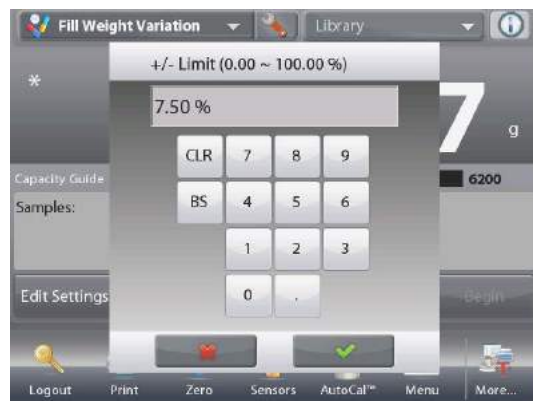 Fill Weight Variation
Library
+/- Limit (0.00 ~ 100.00 %)
*
7.50 %
7 g
CLR 7 8 9
Capacity Guide
6200
Samples:
BS 4 5 6
1 2 3
Edit Settings
0 .
Begin
Logout Print Zero Sensors AutoCal™ Menu More...